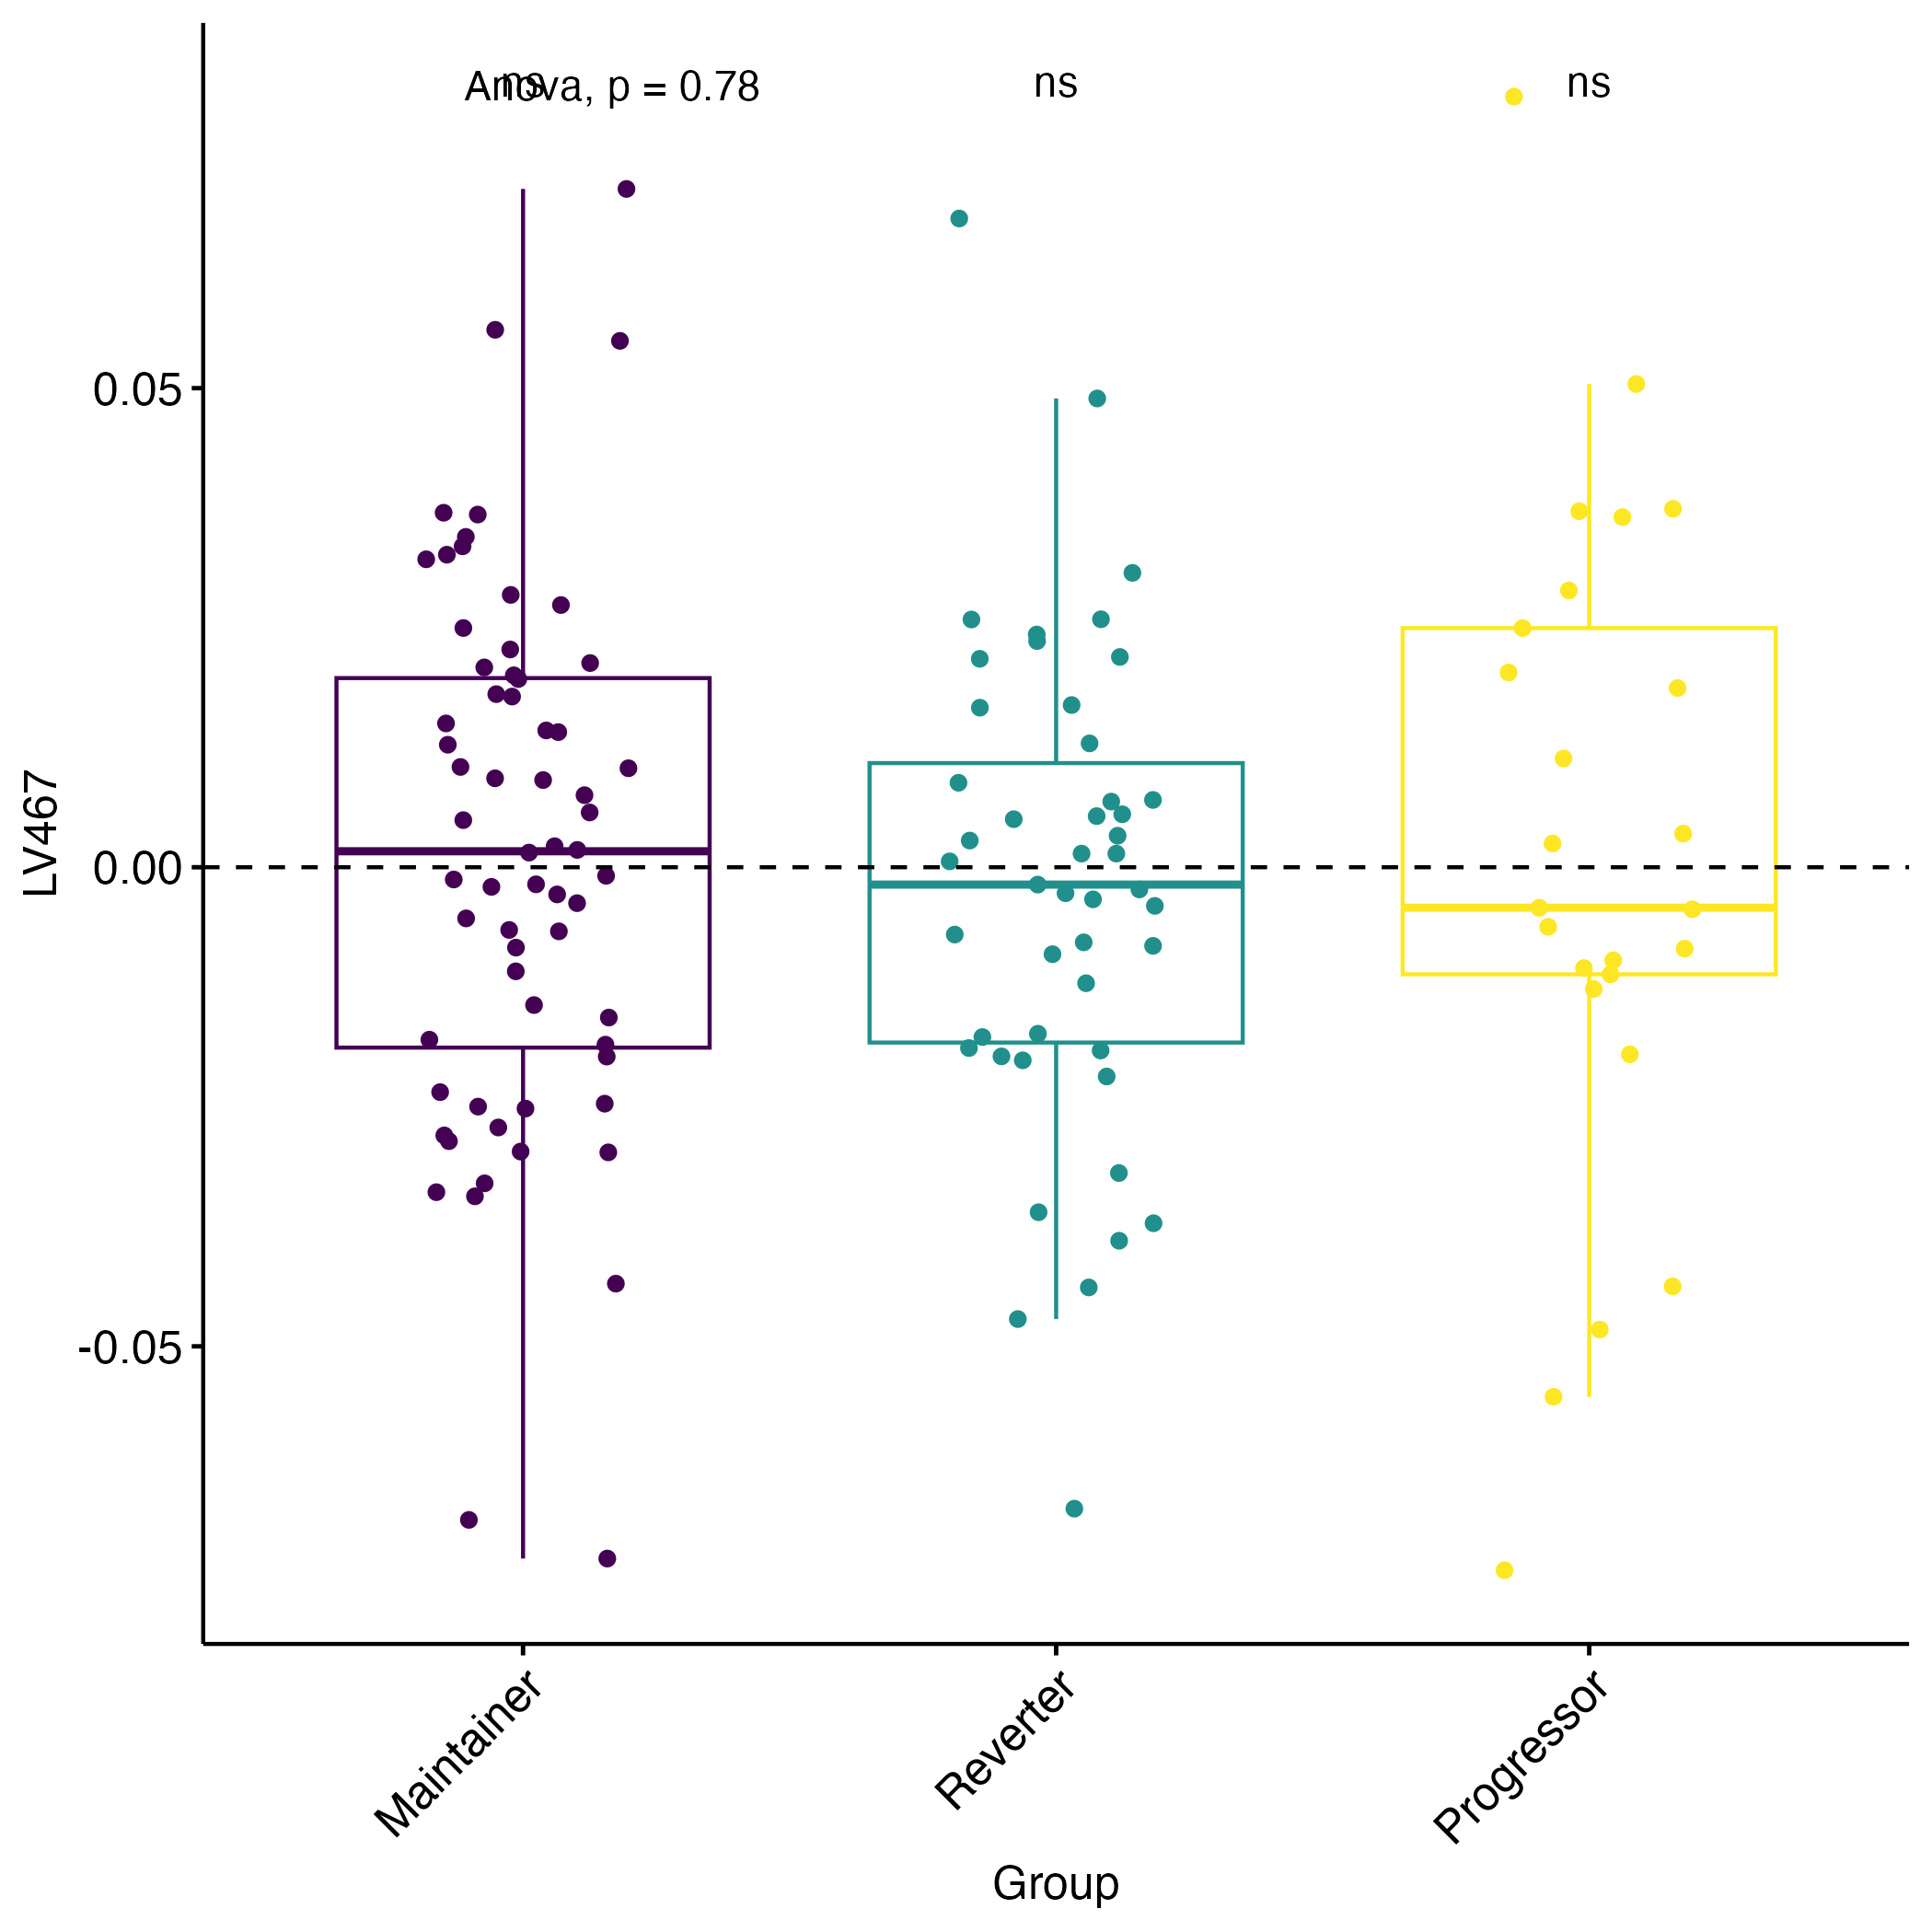 Anova, p = 0.78
ns
ns
ns
LV467
0.05
0.00
-0.05
Maintainer
Reverter
Progressor
Group